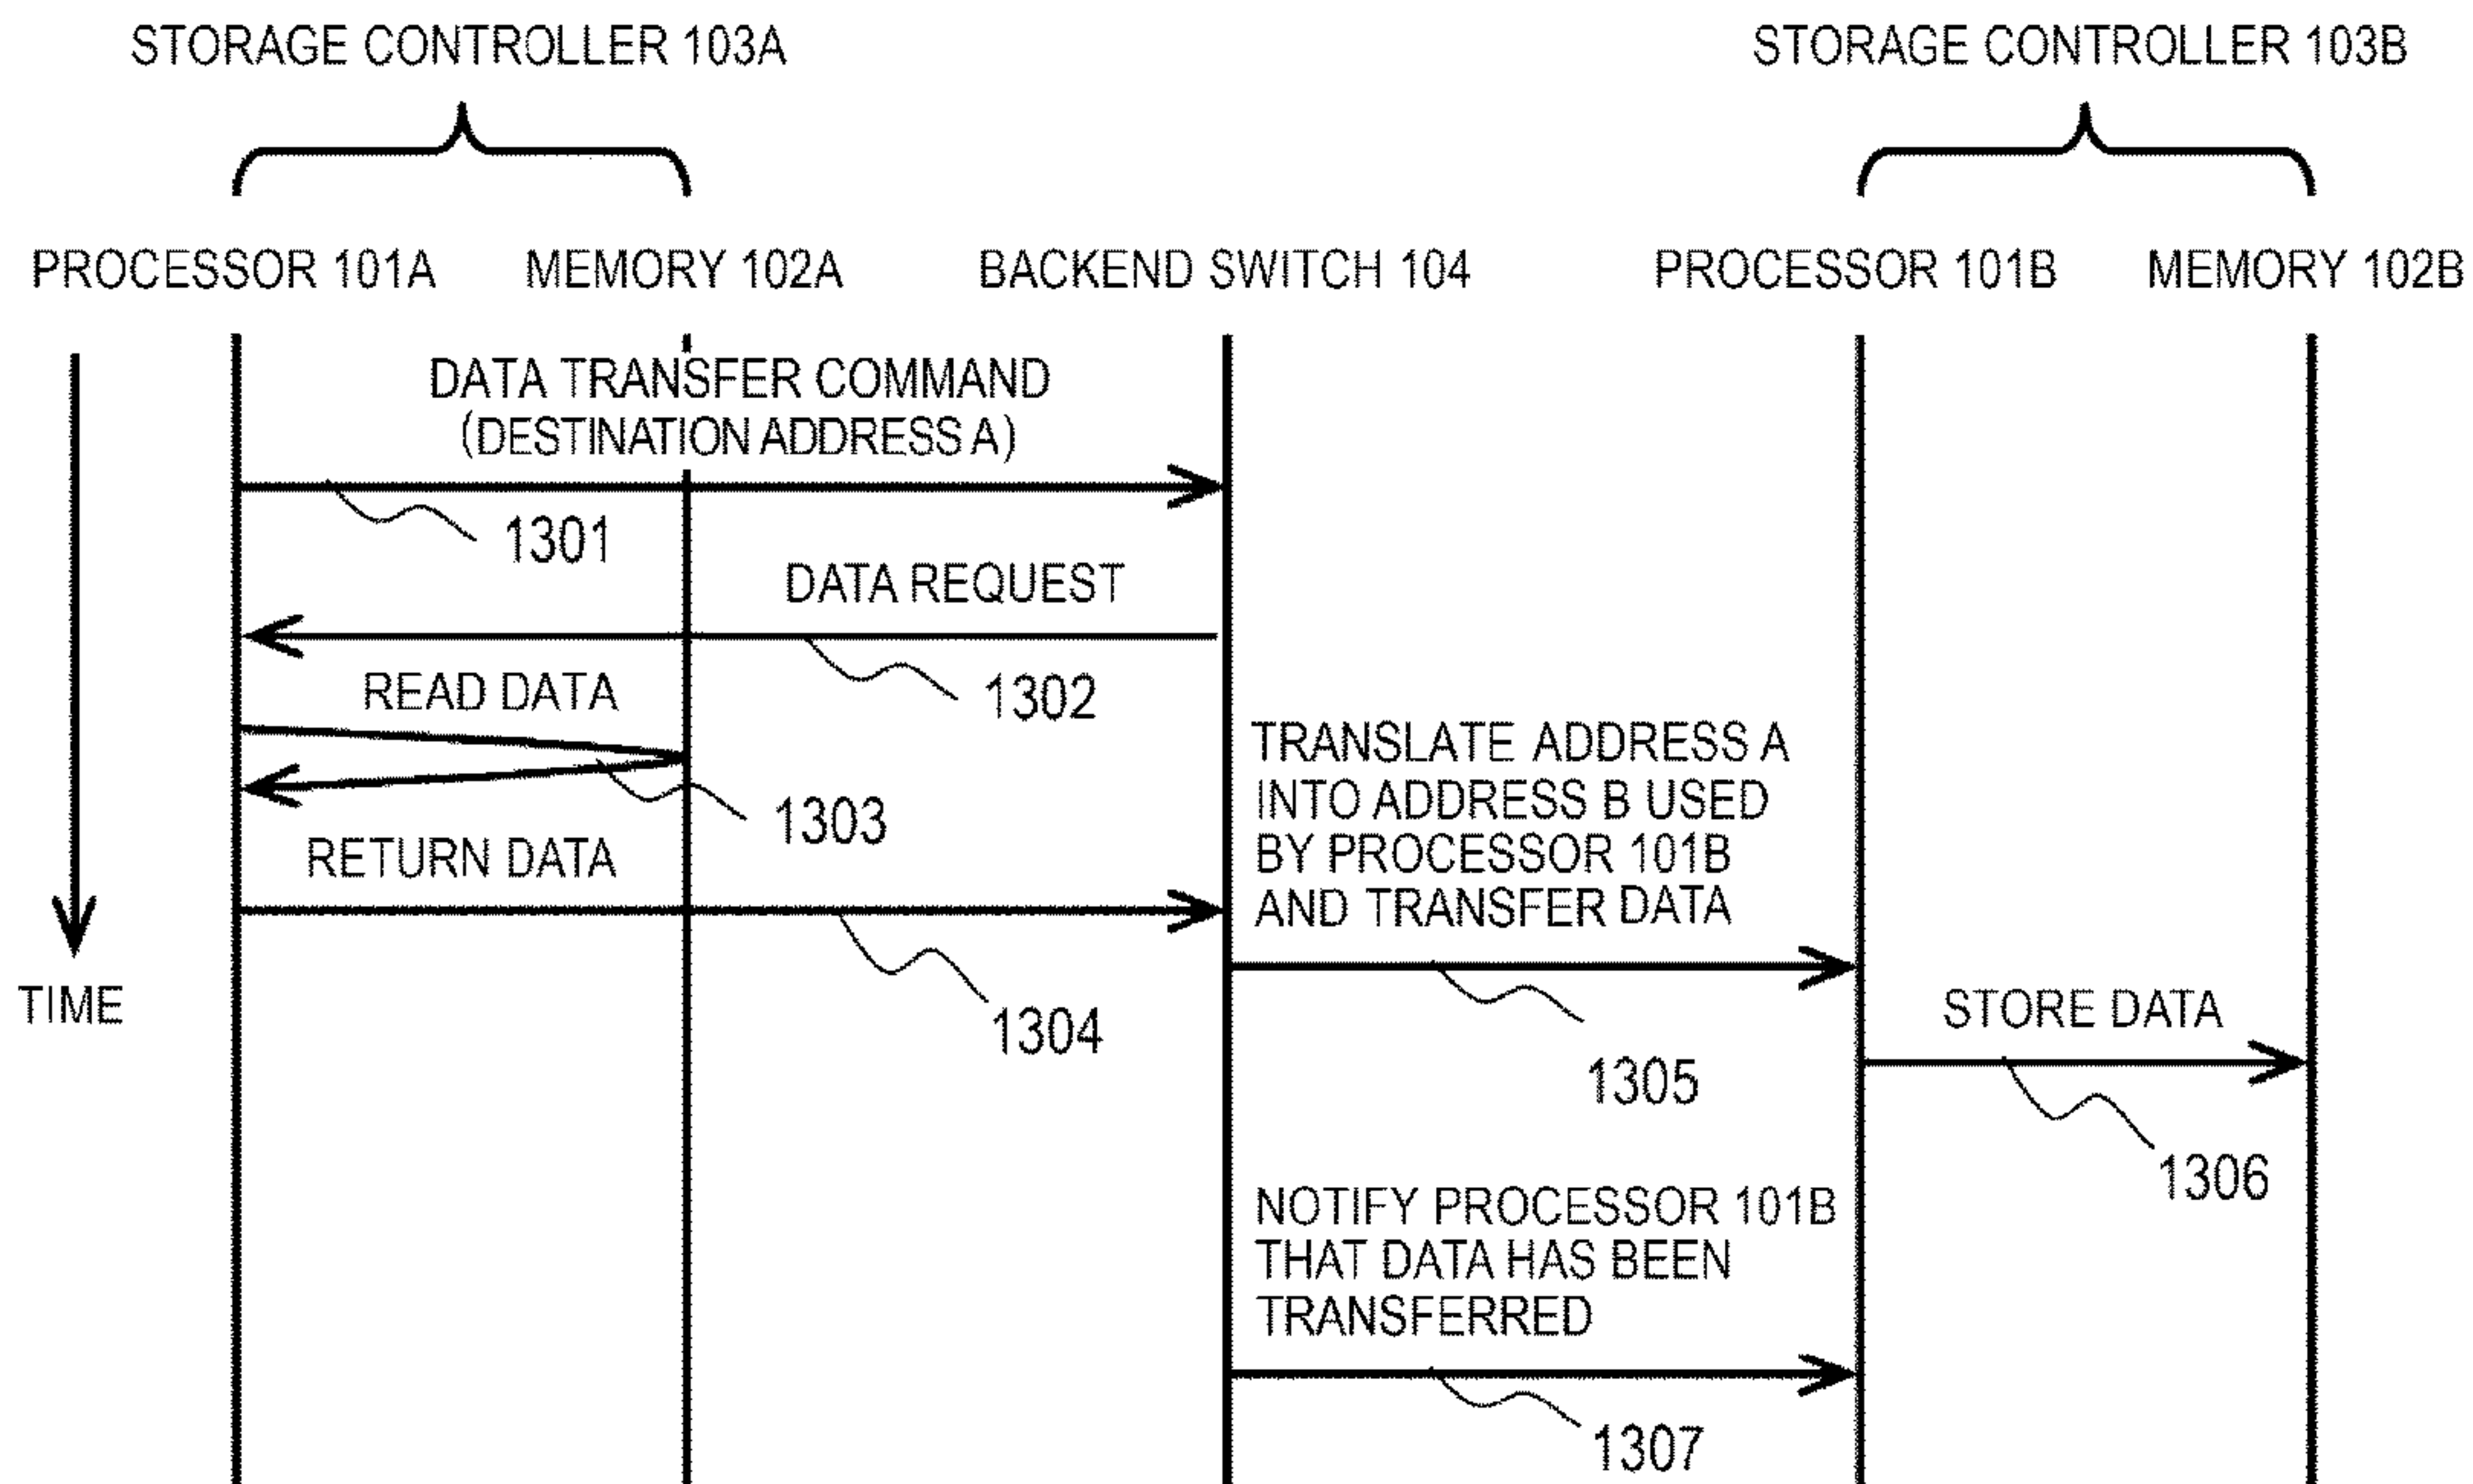 STORAGE CONTROLLER 103A
STORAGE CONTROLLER 103B
PROCESSOR 101A
MEMORY 102A
BACKEND SWITCH 104
PROCESSOR 101B
MEMORY 102B
DATA TRANSFER COMMAND
(DESTINATION ADDRESS A)
1301
DATA REQUEST
1302
READ DATA
1303
TRANSLATE ADDRESS A
INTO ADDRESS B USED
BY PROCESSOR 101B
AND TRANSFER DATA
RETURN DATA
1304
TIME
1305
STORE DATA
1306
NOTIFY PROCESSOR 101B
THAT DATA HAS BEEN
TRANSFERRED
1307